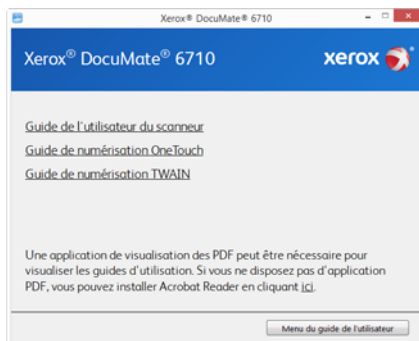 Xerox® DocuMate® 6710
Xerox® DocuMate® 6710
xerox
Guide de l'utilisateur du scanneur
Guide de numérisation OneTouch
Guide de numérisation TWAIN
Une application de visualisation des PDF peut être nécessaire pour
visualiser les guides d'utilisation. Si vous ne disposez pas d'application
PDF, vous pouvez installer Acrobat Reader en cliquant ici.
Menu du guide de l'utilisateur